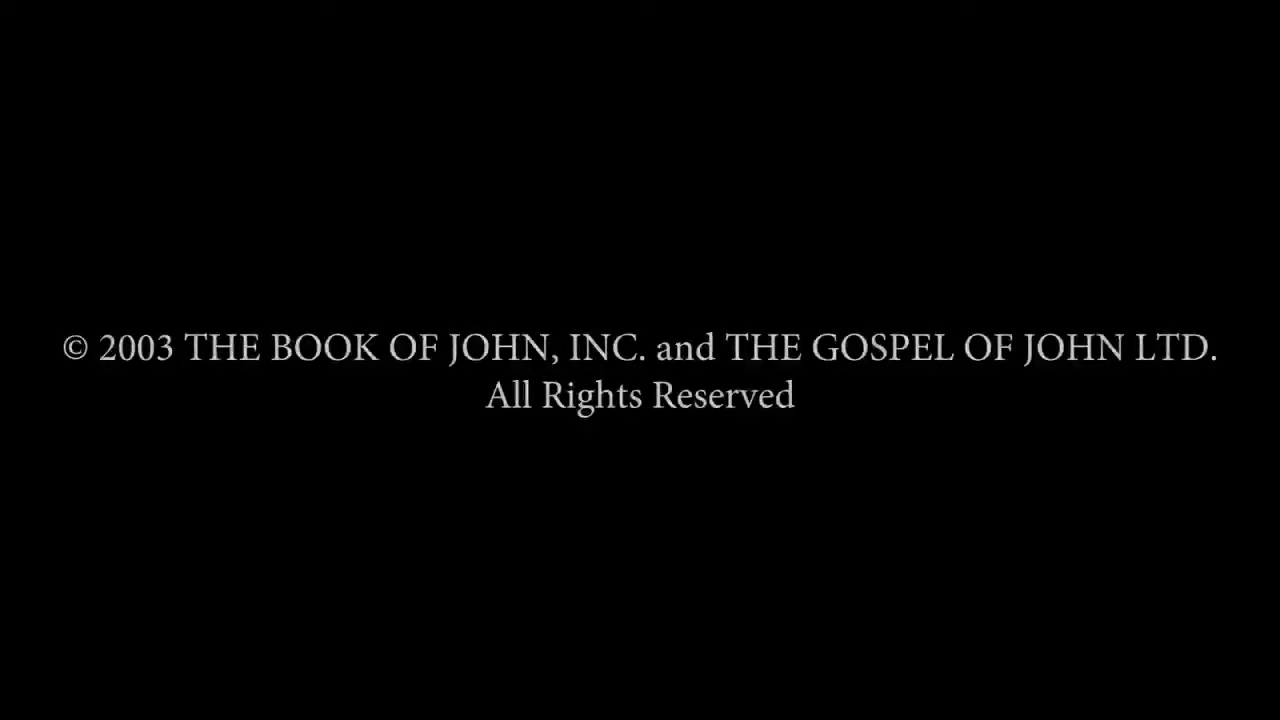 © 2003 THE BOOK OF JOHN, INC. and THE GOSPEL OF JOHN LTD.
All Rights Reserved